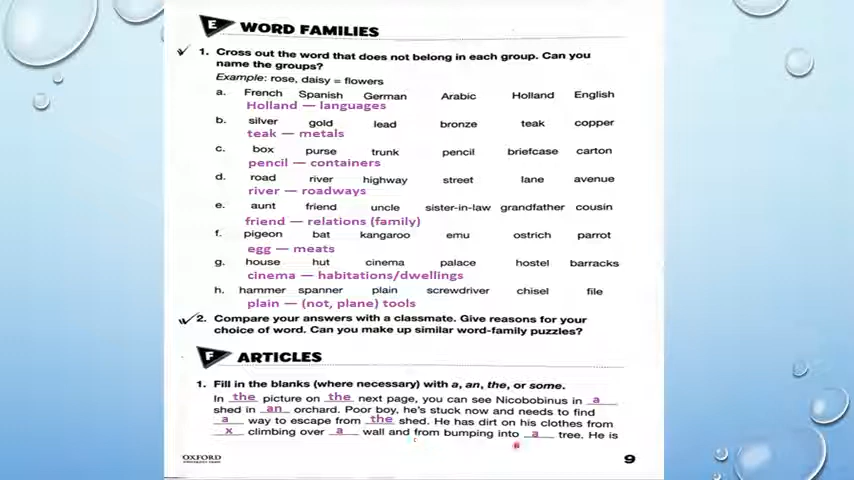 E WORD FAMILIES
1. Cross out the word that does not belong in each group. Can you
name the groups?
Example: rose, daisy = flowers
a. French Spanish German Arabic Holland English
Holland — languages
b. silver gold lead bronze teak copper
teak — metals
c. box purse trunk pencil briefcase carton
pencil — containers
d. road river highway street lane avenue
river — roadways
e. aunt friend uncle sister-in-law grandfather cousin
friend — relations (family)
f. pigeon bat kangaroo emu ostrich parrot
egg — meats
g. house hut cinema palace hostel barracks
cinema — habitations/dwellings
h. hammer spanner plain screwdriver chisel file
plain — (not, plane) tools
2. Compare your answers with a classmate. Give reasons for your
choice of word. Can you make up similar word-family puzzles?
F ARTICLES
1. Fill in the blanks (where necessary) with a, an, the, or some.
In the picture on the next page, you can see Nicobobinus in a
shed in an orchard. Poor boy, he's stuck now and needs to find
a way to escape from the shed. He has dirt on his clothes from
x climbing over a wall and from bumping into a tree. He is
OXFORD
9